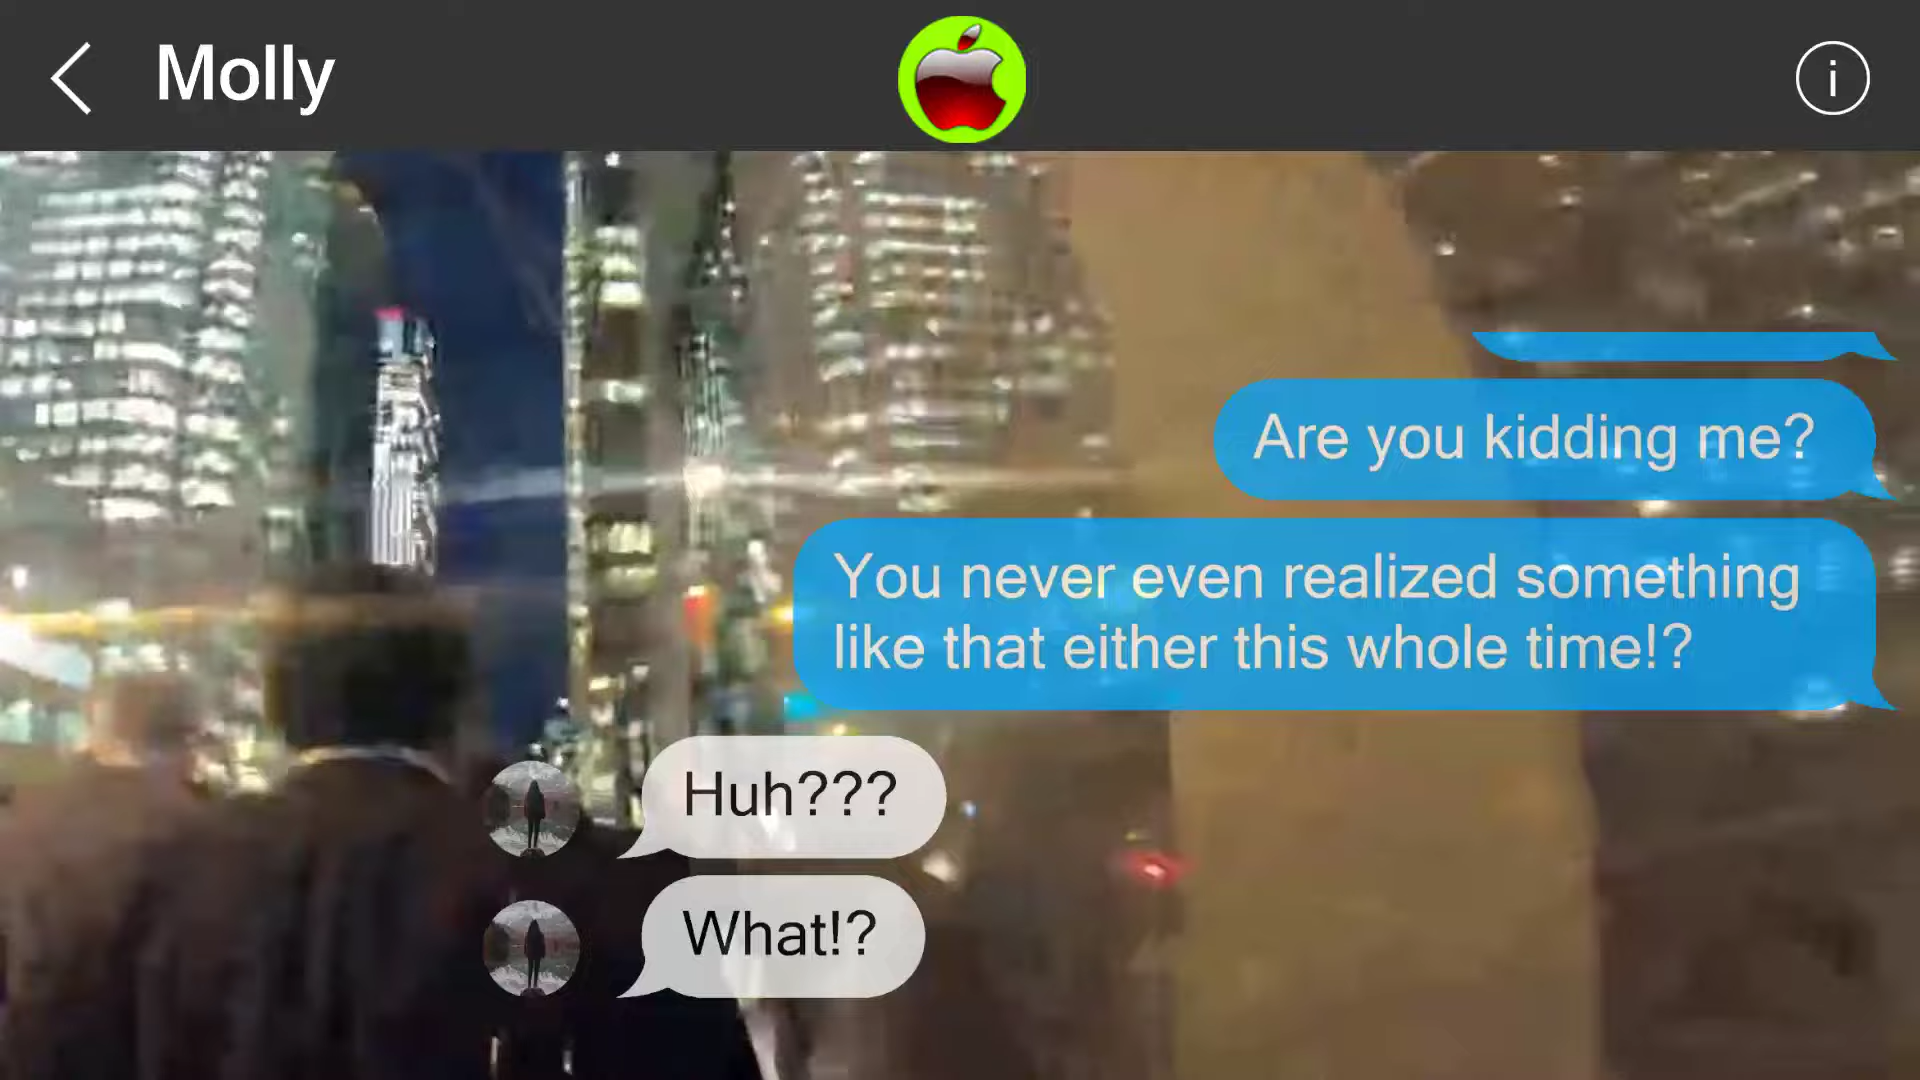 Molly
Are you kidding me?
You never even realized something
like that either this whole time!?
Huh???
What!?